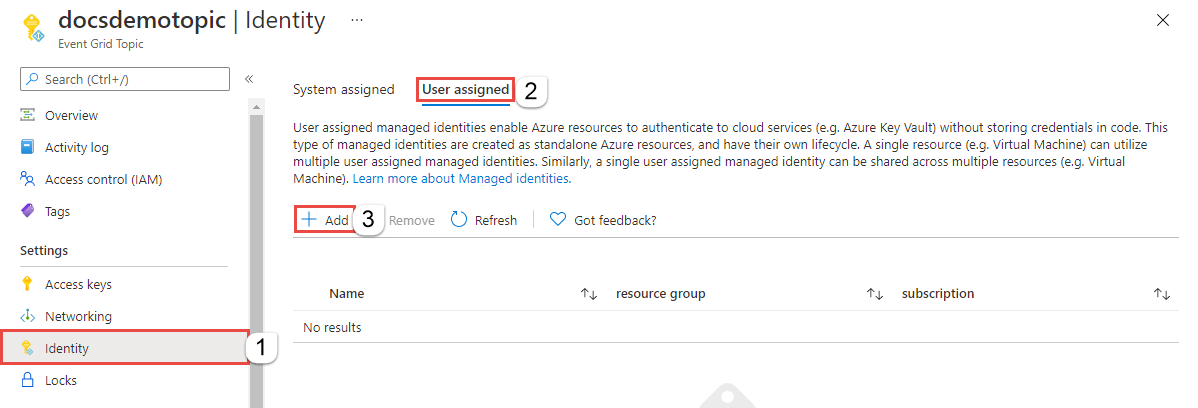 docsdemotopic | Identity ...
Event Grid Topic
Search (Ctrl+/)
«
Overview
Activity log
Access control (IAM)
Tags
Settings
Access keys
Networking
Identity 1
Locks
System assigned User assigned 2
User assigned managed identities enable Azure resources to authenticate to cloud services (e.g. Azure Key Vault) without storing credentials in code. This
type of managed identities are created as standalone Azure resources, and have their own lifecycle. A single resource (e.g. Virtual Machine) can utilize
multiple user assigned managed identities. Similarly, a single user assigned managed identity can be shared across multiple resources (e.g. Virtual
Machine). Learn more about Managed identities.
+ Add 3 Remove Refresh Got feedback?
Name resource group subscription
No results